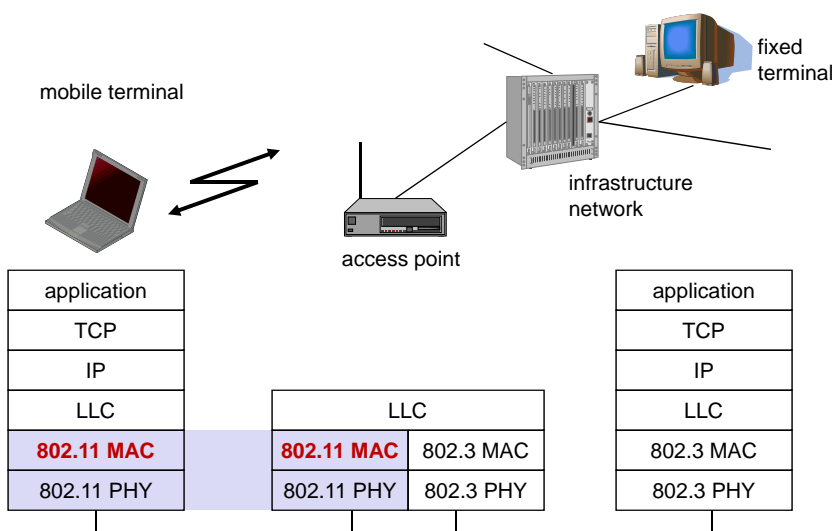 fixed
terminal
mobile terminal
infrastructure
network
access point
application
TCP
IP
LLC
802.11 MAC
802.11 PHY
LLC
802.11 MAC 802.3 MAC
802.11 PHY 802.3 PHY
application
TCP
IP
LLC
802.3 MAC
802.3 PHY